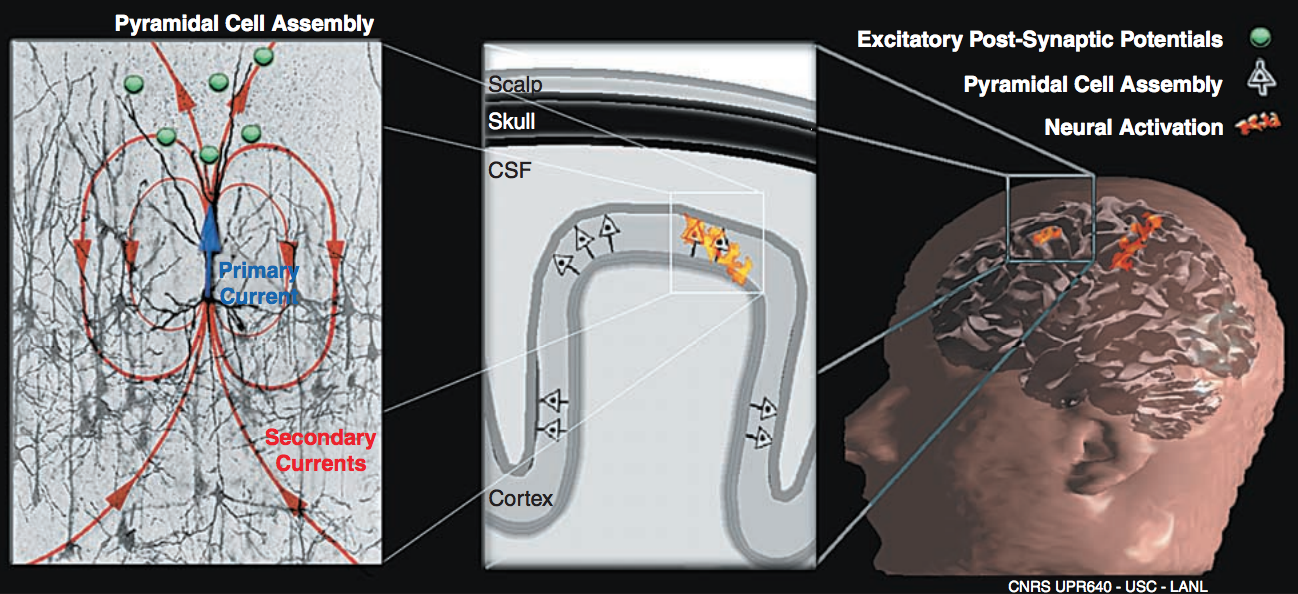 Pyramidal Cell Assembly
Primary
Current
Secondary
Currents
Scalp
Skull
CSF
Cortex
Excitatory Post-Synaptic Potentials
Pyramidal Cell Assembly
Neural Activation
CNRS UPR640 - USC - LANL